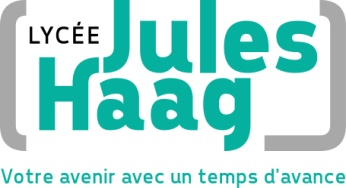 LYCÉE Jules
Haag
Votre avenir avec un temps d'avance